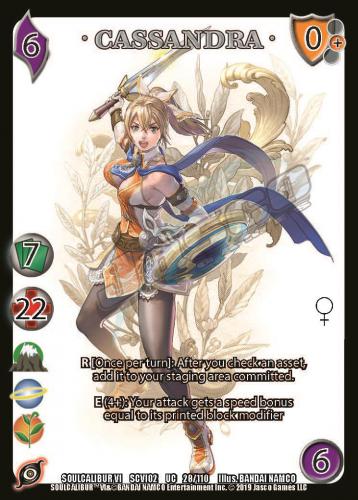 6
· CASSANDRA ·
0
+
7
22
R [Once per turn]: After you check an asset,
add it to your staging area committed.
E (4+): Your attack gets a speed bonus
equal to its printed block modifier
6
SOULCALIBUR VI SCVI02 UC 28/110 Illus. BANDAI NAMCO
SOULCALIBUR™ VI & © BANDAI NAMCO Entertainment Inc. © 2019 Jasco Games LLC